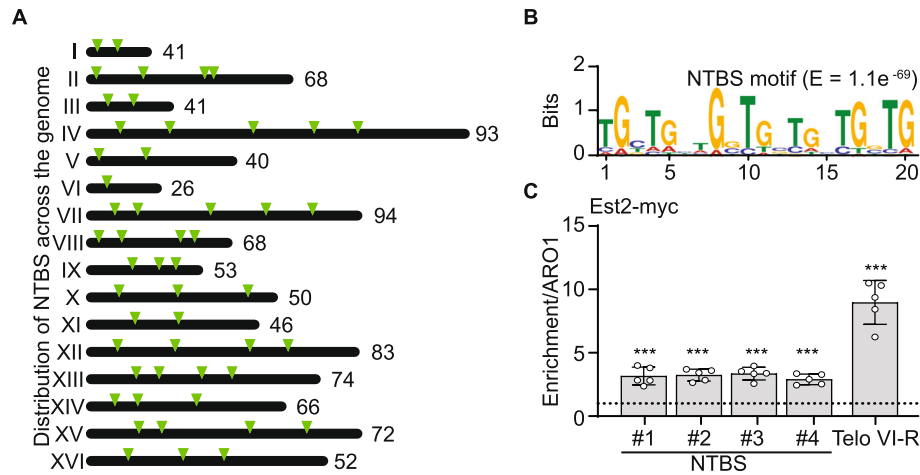 A
Distribution of NTBS across the genome
I 41
II 68
III 41
IV 93
V 40
VI 26
VII 94
VIII 68
IX 53
X 50
XI 46
XII 83
XIII 74
XIV 66
XV 72
XVI 52
B
NTBS motif (E = 1.1e-69)
Bits
2
1
0
1 5 10 15 20
C
Est2-myc
Enrichment/ARO1
15
10
5
0
*** *** *** *** ***
#1 #2 #3 #4 Telo VI-R
NTBS